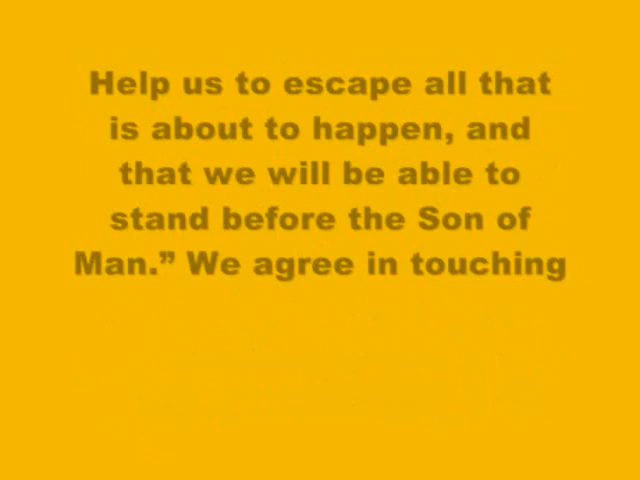 Help us to escape all that
is about to happen, and
that we will be able to
stand before the Son of
Man.” We agree in touching